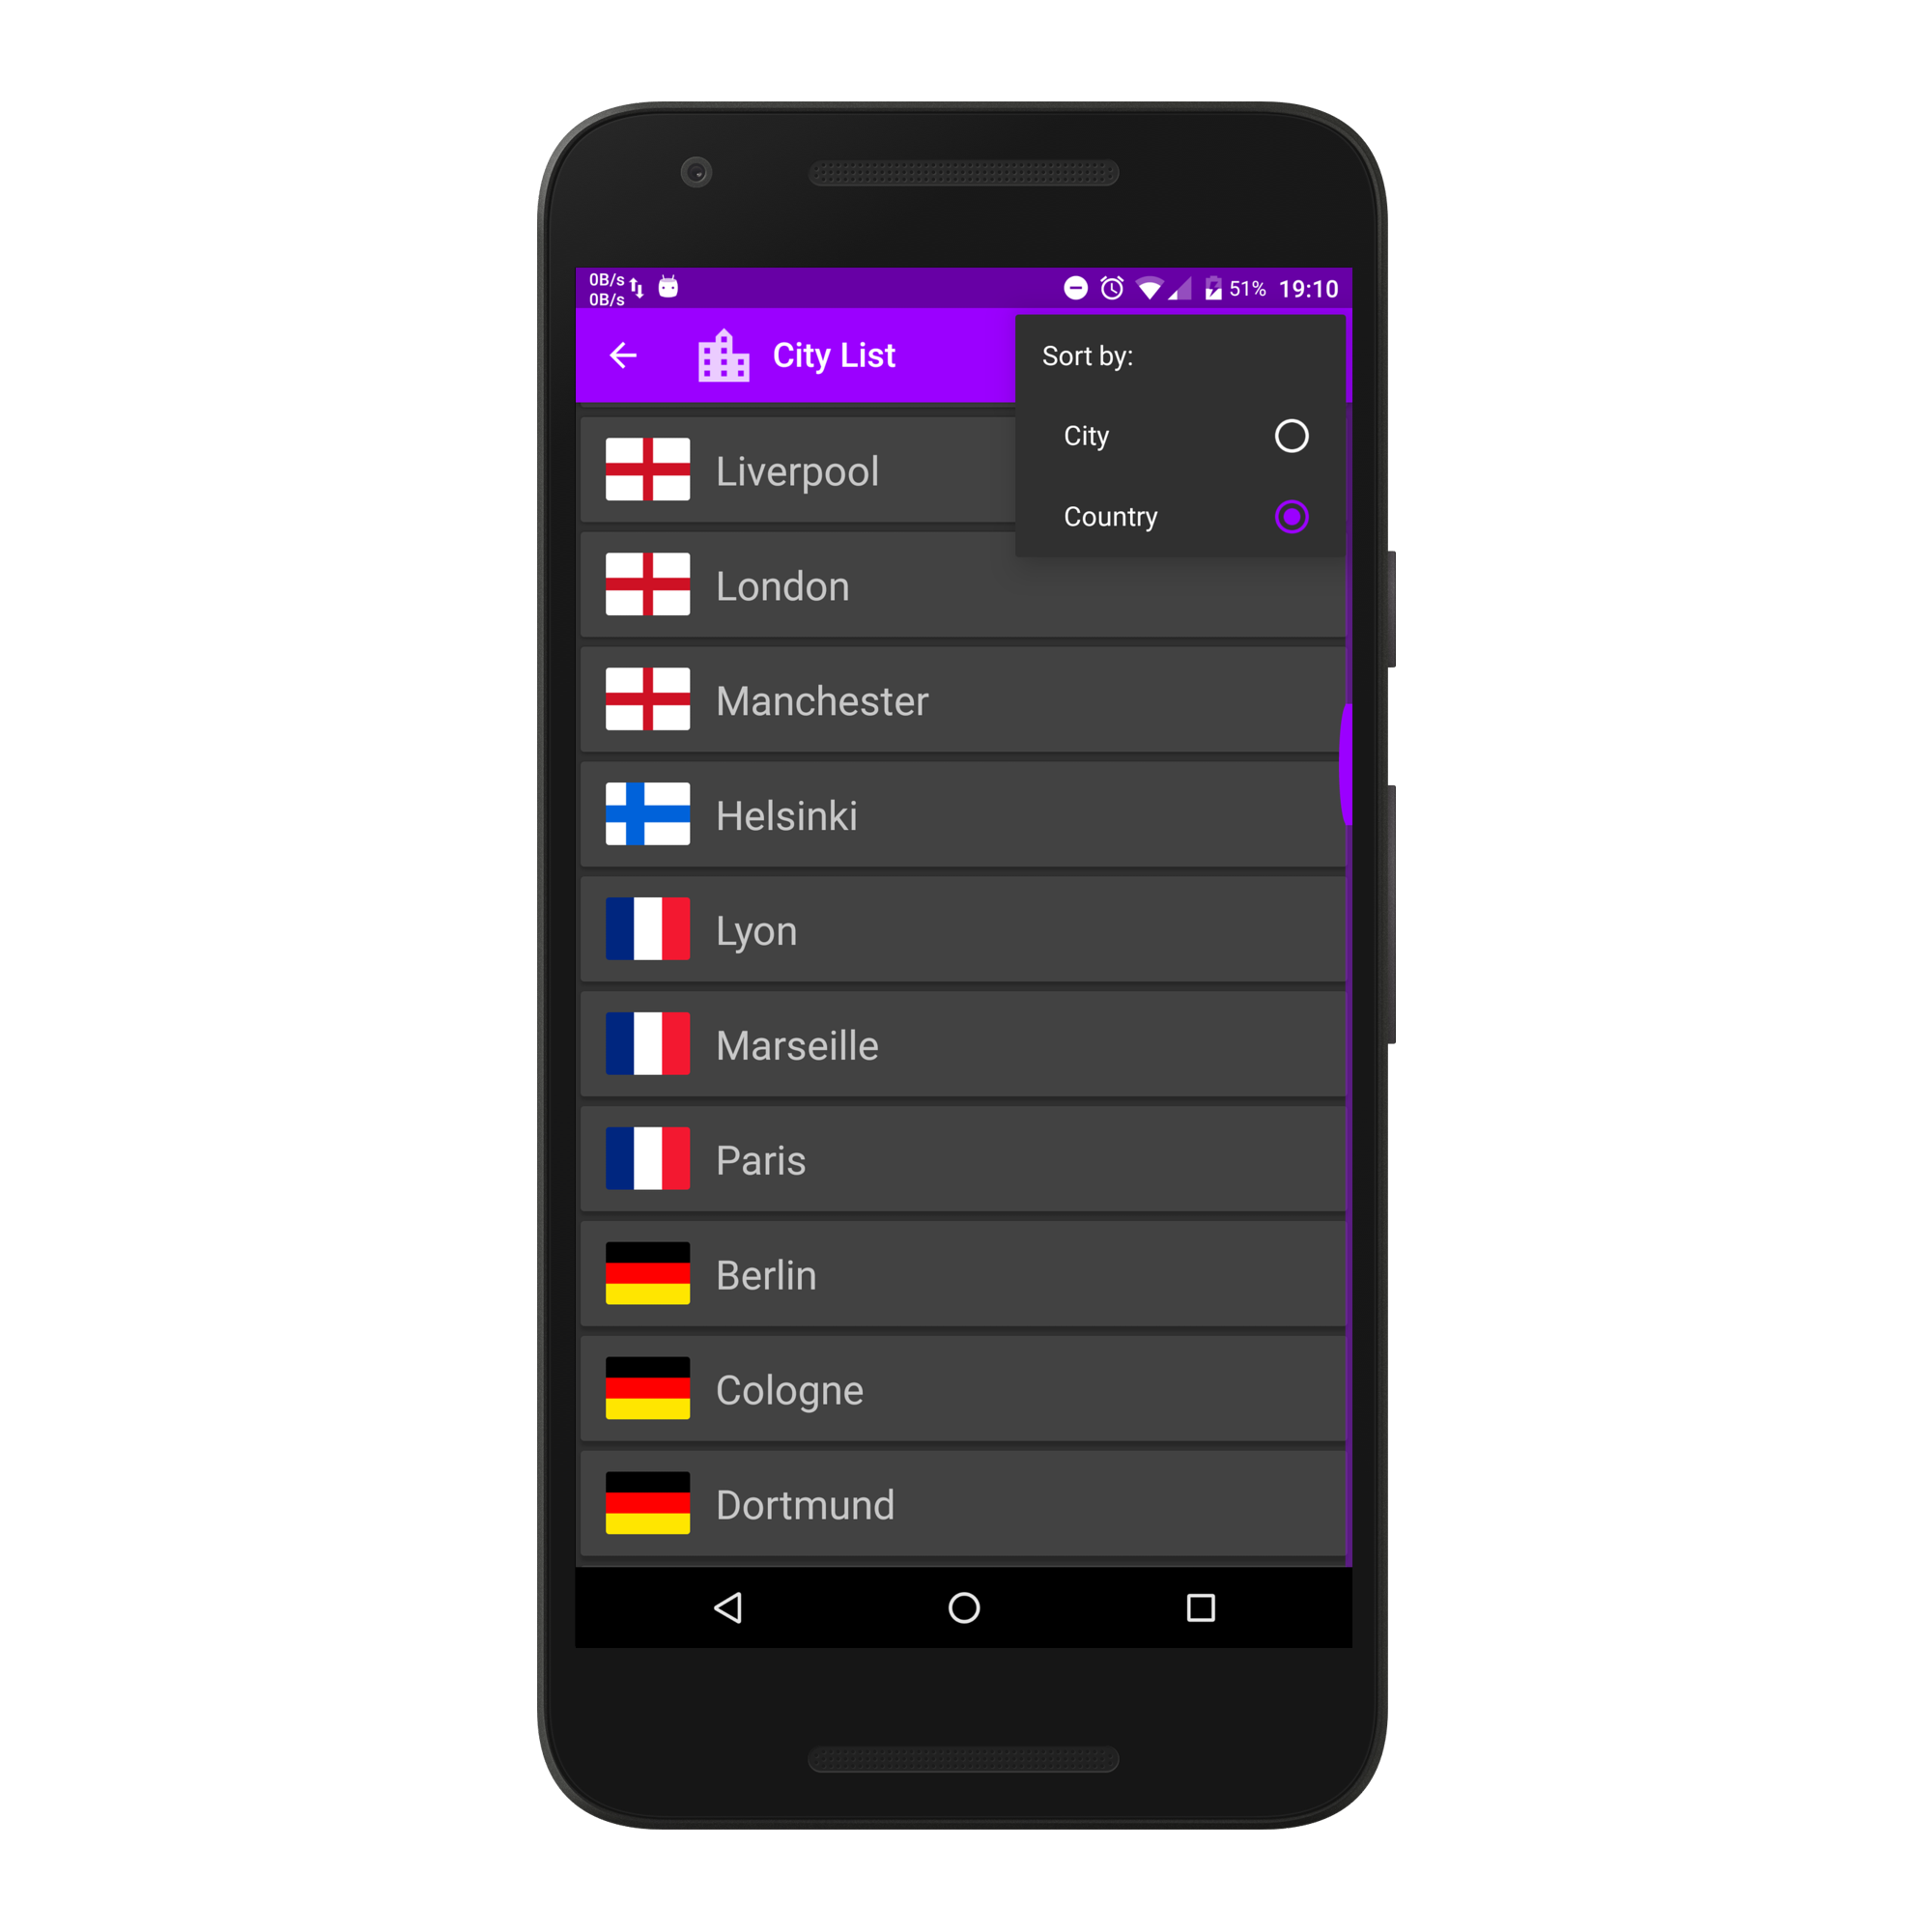 0B/s
0B/s
51% 19:10
City List
Sort by:
City
Country
Liverpool
London
Manchester
Helsinki
Lyon
Marseille
Paris
Berlin
Cologne
Dortmund